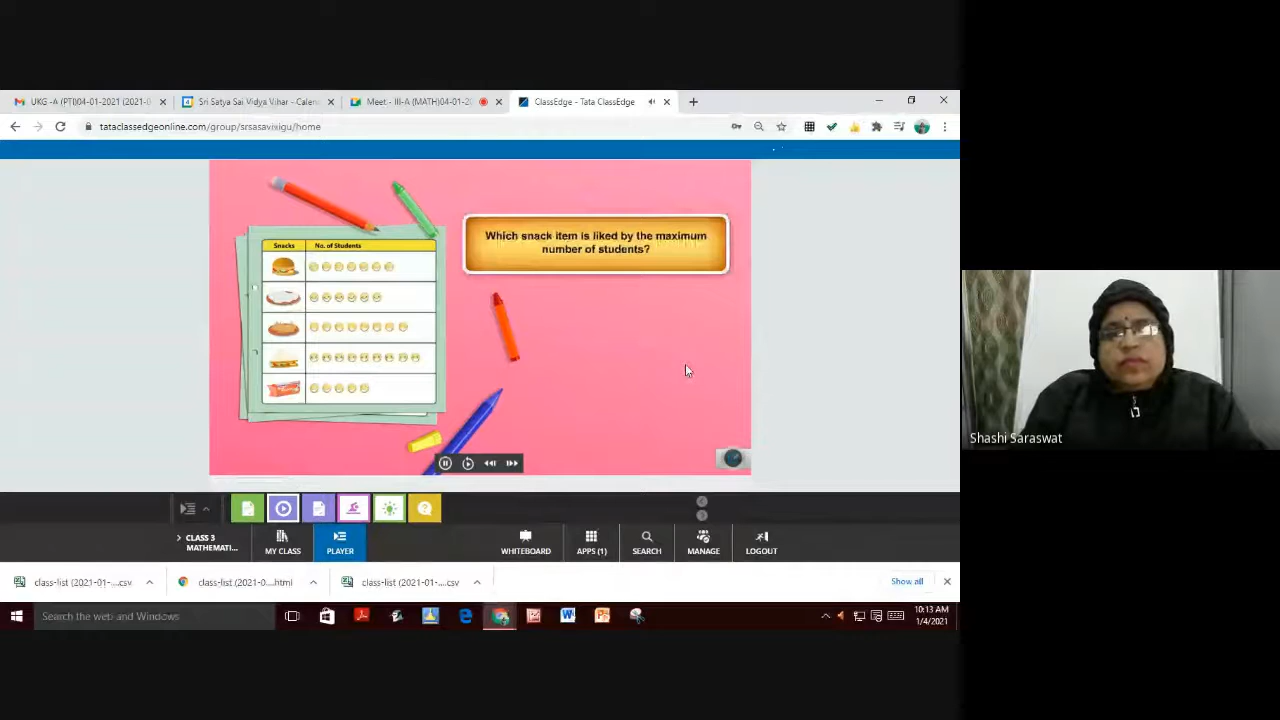 UKG -A (PTI)04-01-2021 (2021-0
Sri Satya Sai Vidya Vihar - Calen
Meet - III-A (MATH)04-01-20
ClassEdge - Tata ClassEdge
tataclassedgeonline.com/group/srsasavivigu/home
Which snack item is liked by the maximum
number of students?
Snacks
No. of Students
Shashi Saraswat
CLASS 3
MATHEMATI...
MY CLASS
PLAYER
WHITEBOARD
APPS (1)
SEARCH
MANAGE
LOGOUT
class-list (2021-01-....csv
class-list (2021-0....html
class-list (2021-01-....csv
Show all
Search the web and Windows
10:13 AM
1/4/2021